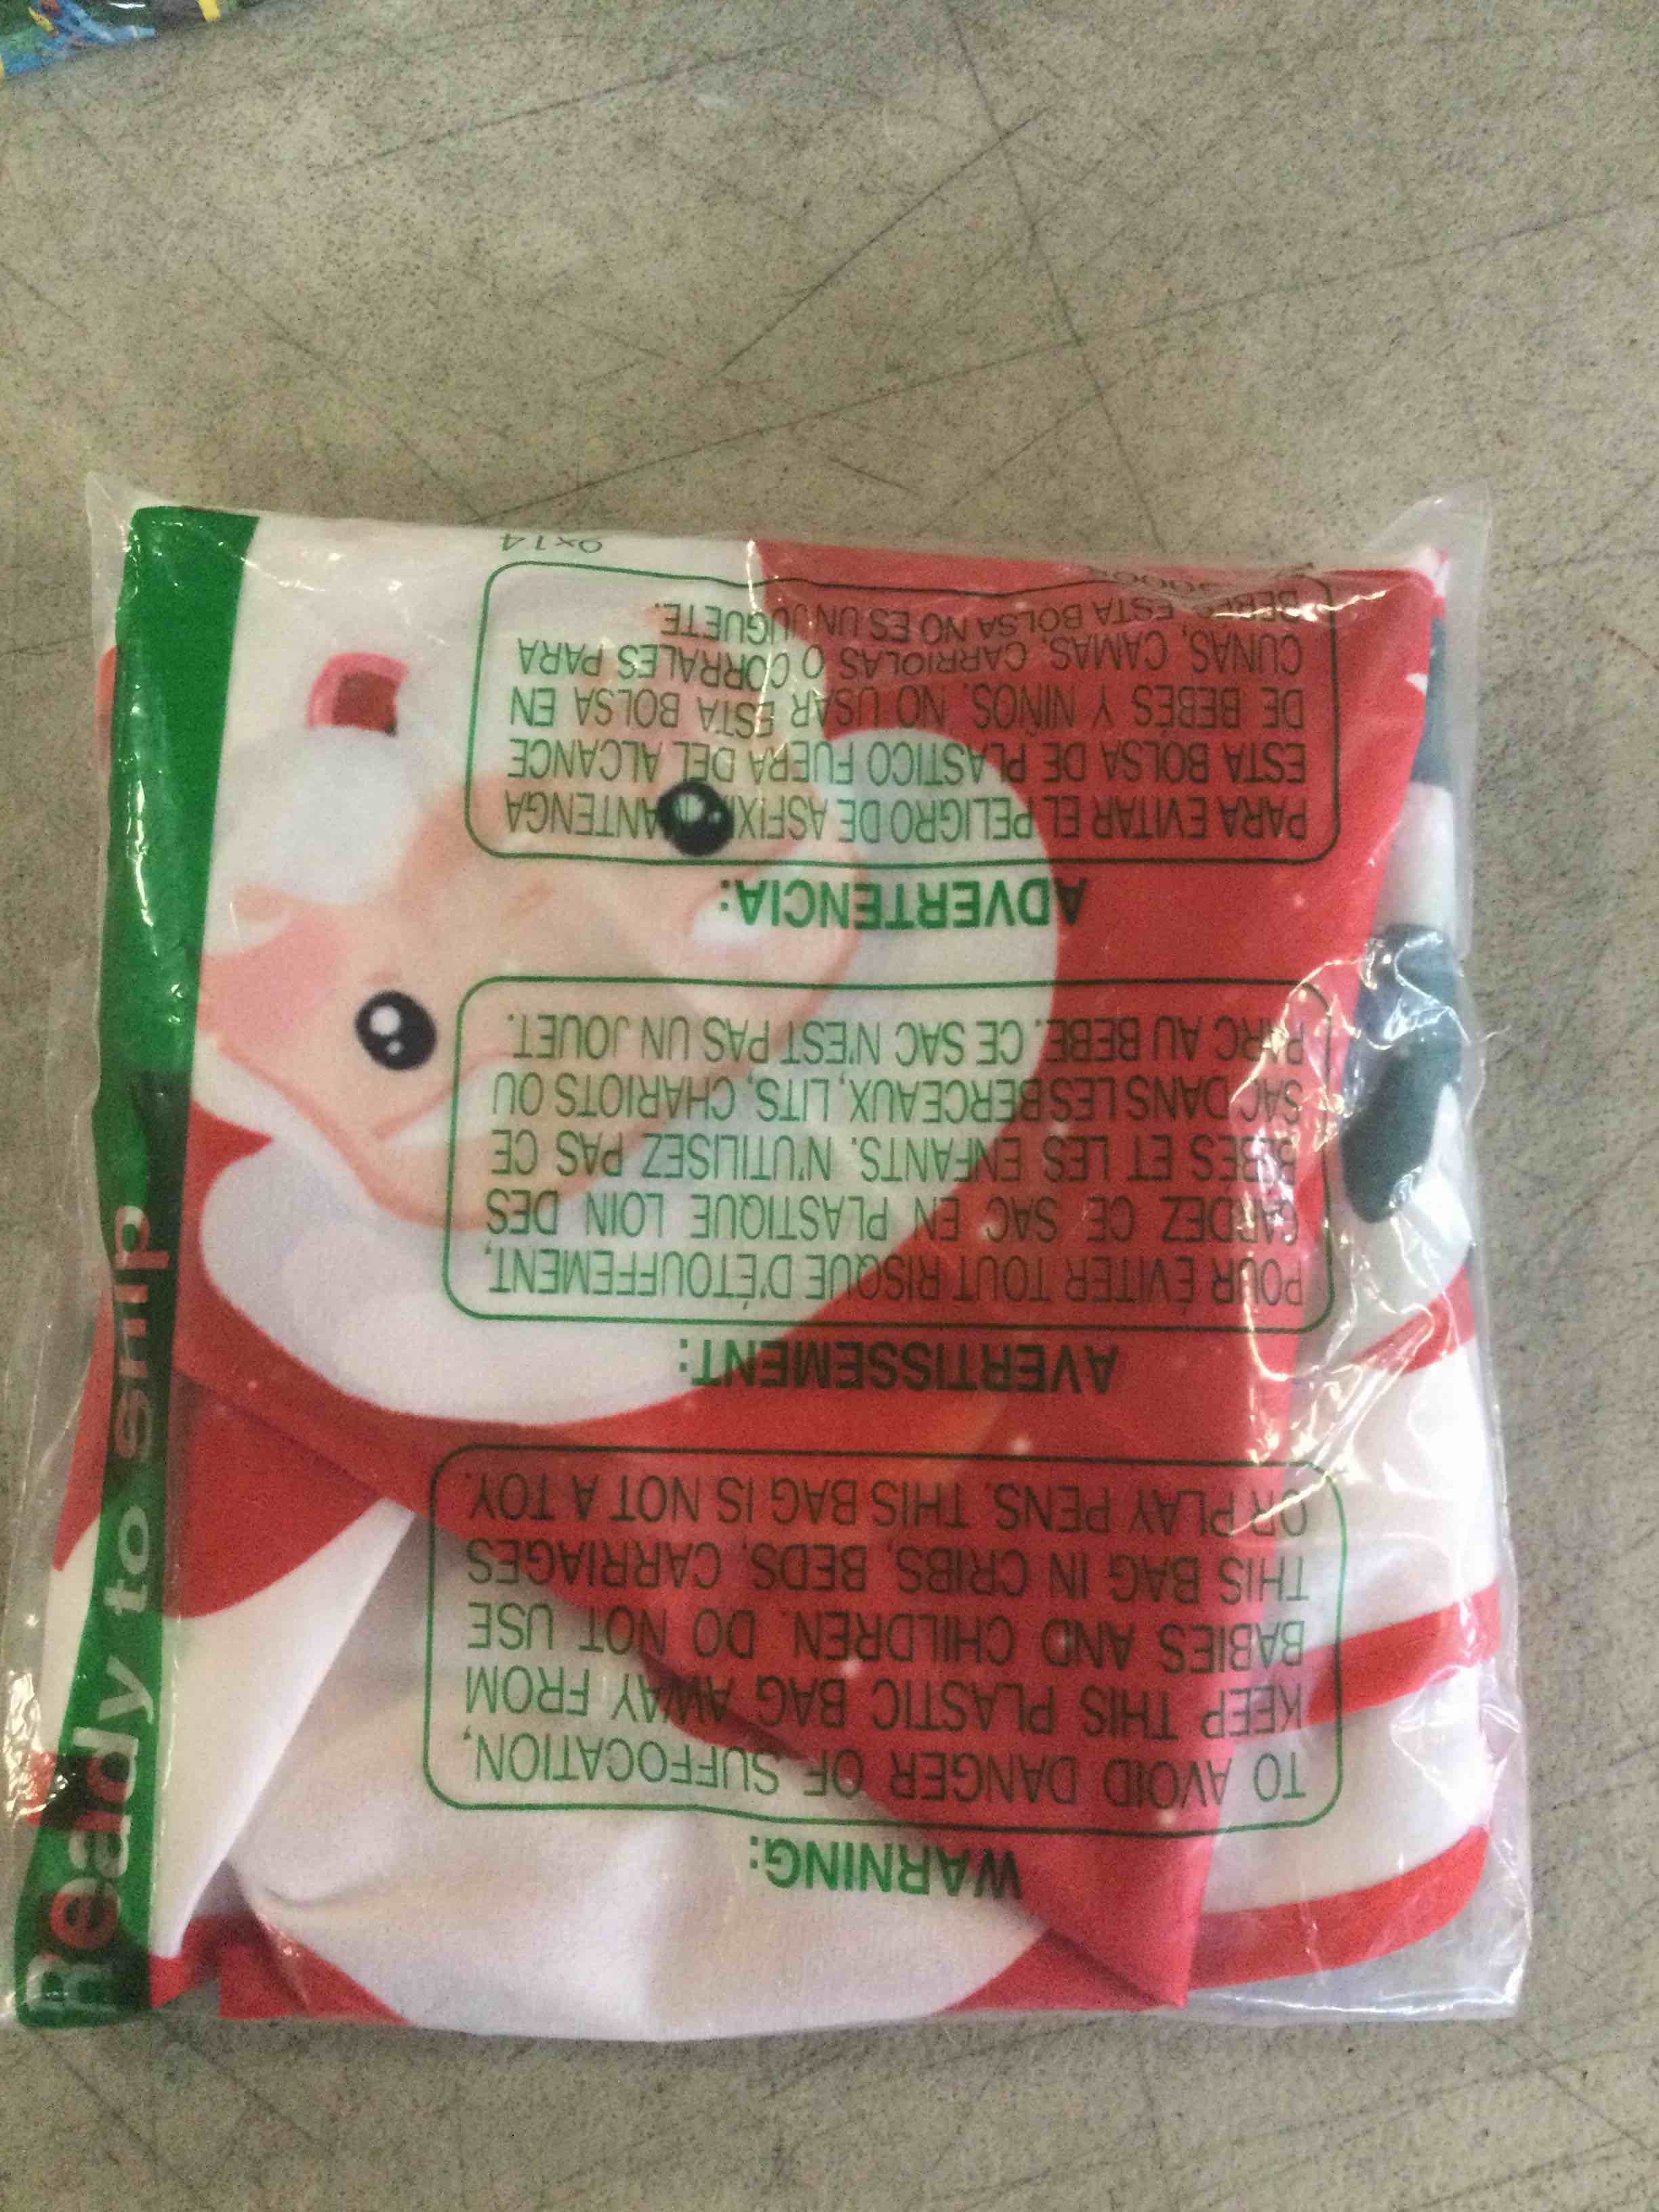 WARNING:
TO AVOID DANGER OF SUFFOCATION,
KEEP THIS PLASTIC BAG AWAY FROM
BABIES AND CHILDREN. DO NOT USE
THIS BAG IN CRIBS, BEDS, CARRIAGES
OR PLAY PENS. THIS BAG IS NOT A TOY.
AVERTISSEMENT:
POUR ÉVITER TOUT RISQUE D'ÉTOUFFEMENT,
GARDEZ CE SAC EN PLASTIQUE LOIN DES
BEBES ET LES ENFANTS. N'UTILISEZ PAS CE
SAC DANS LES BERCEAUX, LITS, CHARIOTS OU
PARC AU BEBE. CE SAC N'EST PAS UN JOUET.
ADVERTENCIA:
PARA EVITAR EL PELIGRO DE ASFIXIA MANTENGA
ESTA BOLSA DE PLASTICO FUERA DEL ALCANCE
DE BEBÉS Y NIÑOS. NO USAR ESTA BOLSA EN
CUNAS, CAMAS, CARRIOLAS O CORRALES PARA
BEBES. ESTA BOLSA NO ES UN JUGUETE.
9x14
Ready to ship